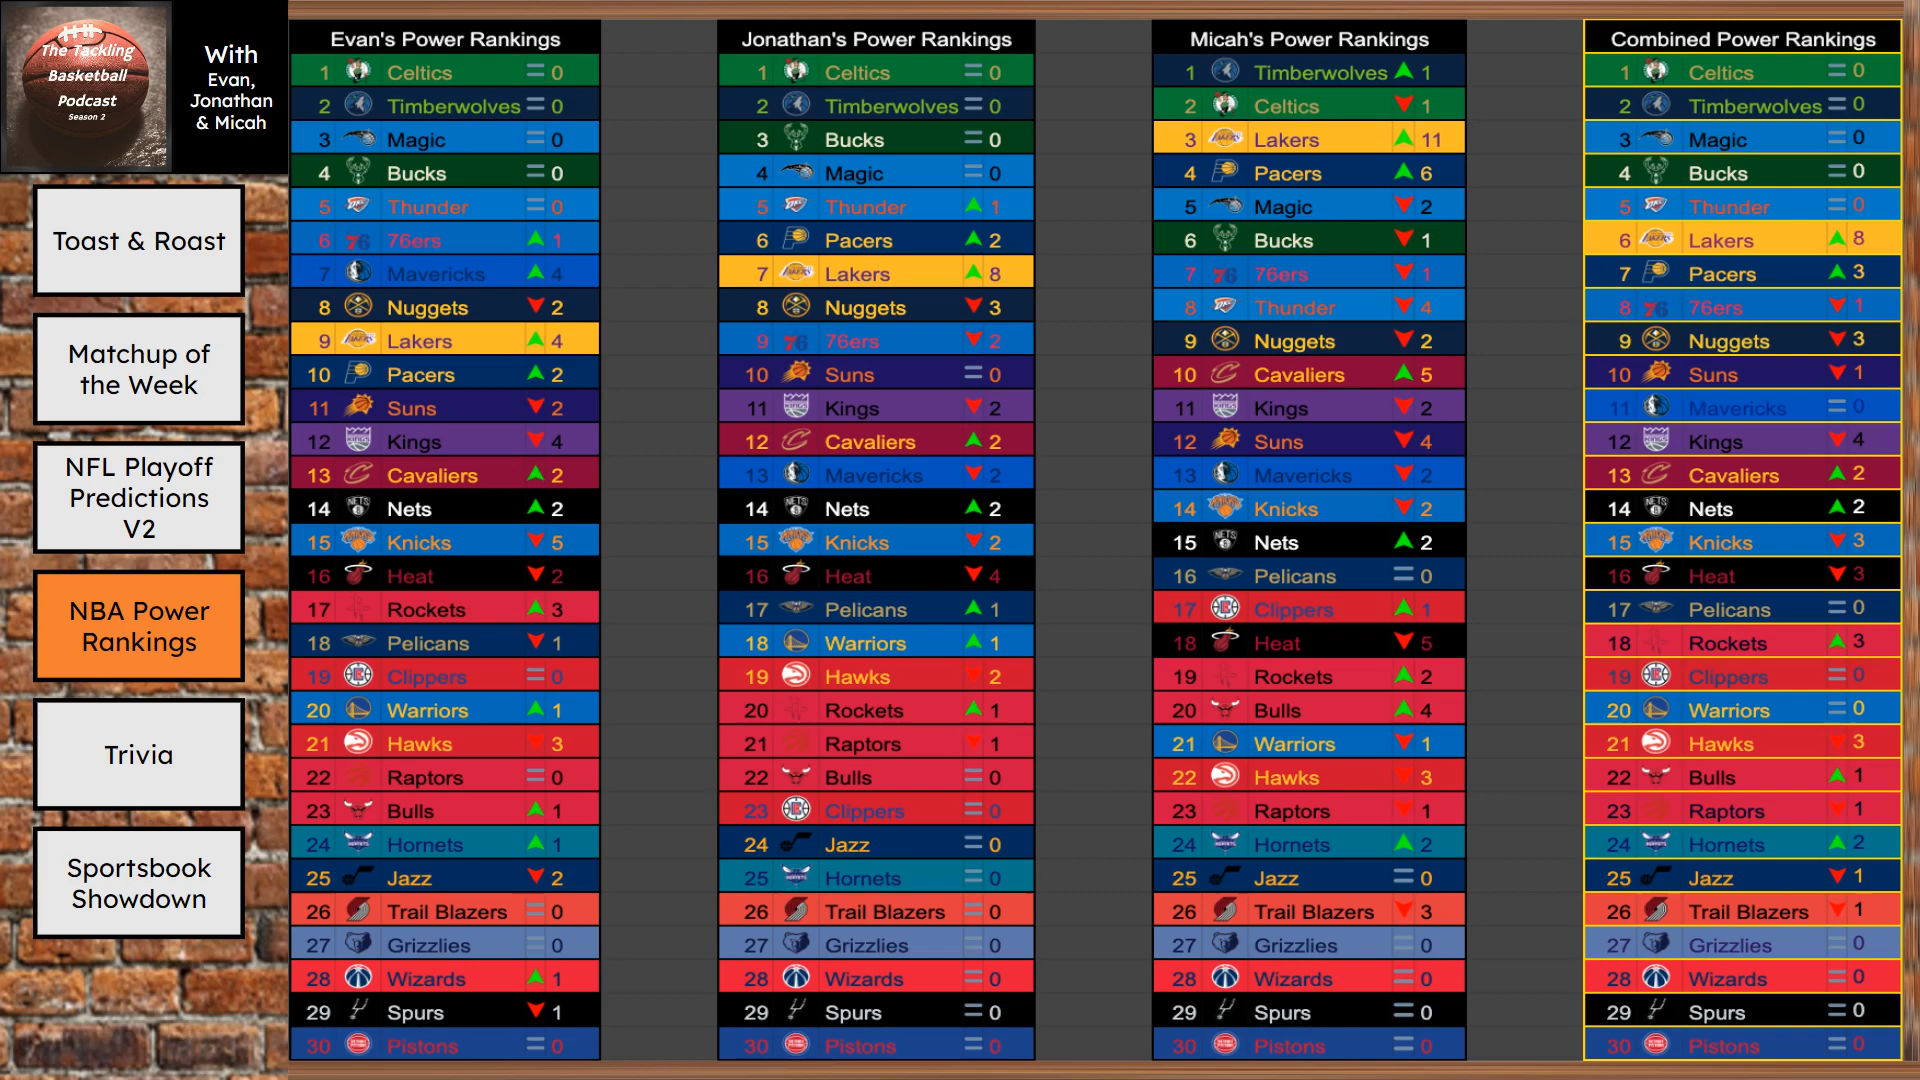 The Tackling
Basketball
Podcast
Season 2
With
Evan,
Jonathan
& Micah
Toast & Roast
Matchup of
the Week
NFL Playoff
Predictions
V2
NBA Power
Rankings
Trivia
Sportsbook
Showdown
Evan's Power Rankings
1 Celtics 0
2 Timberwolves 0
3 Magic 0
4 Bucks 0
5 Thunder 0
6 76ers 1
7 Mavericks 4
8 Nuggets 2
9 Lakers 4
10 Pacers 2
11 Suns 2
12 Kings 4
13 Cavaliers 2
14 Nets 2
15 Knicks 5
16 Heat 2
17 Rockets 3
18 Pelicans 1
19 Clippers 0
20 Warriors 1
21 Hawks 3
22 Raptors 0
23 Bulls 1
24 Hornets 1
25 Jazz 2
26 Trail Blazers 0
27 Grizzlies 0
28 Wizards 1
29 Spurs 1
30 Pistons 0
Jonathan's Power Rankings
1 Celtics 0
2 Timberwolves 0
3 Bucks 0
4 Magic 0
5 Thunder 1
6 Pacers 2
7 Lakers 8
8 Nuggets 3
9 76ers 2
10 Suns 0
11 Kings 2
12 Cavaliers 2
13 Mavericks 2
14 Nets 2
15 Knicks 2
16 Heat 4
17 Pelicans 1
18 Warriors 1
19 Hawks 2
20 Rockets 1
21 Raptors 1
22 Bulls 0
23 Clippers 0
24 Jazz 0
25 Hornets 0
26 Trail Blazers 0
27 Grizzlies 0
28 Wizards 0
29 Spurs 0
30 Pistons 0
Micah's Power Rankings
1 Timberwolves 1
2 Celtics 1
3 Lakers 11
4 Pacers 6
5 Magic 2
6 Bucks 1
7 76ers 1
8 Thunder 4
9 Nuggets 2
10 Cavaliers 5
11 Kings 2
12 Suns 4
13 Mavericks 2
14 Knicks 2
15 Nets 2
16 Pelicans 0
17 Clippers 1
18 Heat 5
19 Rockets 2
20 Bulls 4
21 Warriors 1
22 Hawks 3
23 Raptors 1
24 Hornets 2
25 Jazz 0
26 Trail Blazers 3
27 Grizzlies 0
28 Wizards 0
29 Spurs 0
30 Pistons 0
Combined Power Rankings
1 Celtics 0
2 Timberwolves 0
3 Magic 0
4 Bucks 0
5 Thunder 0
6 Lakers 8
7 Pacers 3
8 76ers 1
9 Nuggets 3
10 Suns 1
11 Mavericks 0
12 Kings 4
13 Cavaliers 2
14 Nets 2
15 Knicks 3
16 Heat 3
17 Pelicans 0
18 Rockets 3
19 Clippers 0
20 Warriors 0
21 Hawks 3
22 Bulls 1
23 Raptors 1
24 Hornets 2
25 Jazz 1
26 Trail Blazers 1
27 Grizzlies 0
28 Wizards 0
29 Spurs 0
30 Pistons 0